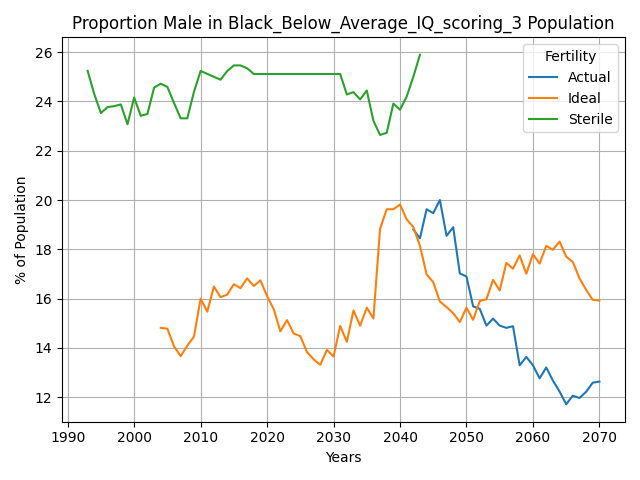 Proportion Male in Black_Below_Average_IQ_scoring_3 Population
% of Population
26
24
22
20
18
16
14
12
Fertility
Actual
Ideal
Sterile
1990 2000 2010 2020 2030 2040 2050 2060 2070
Years